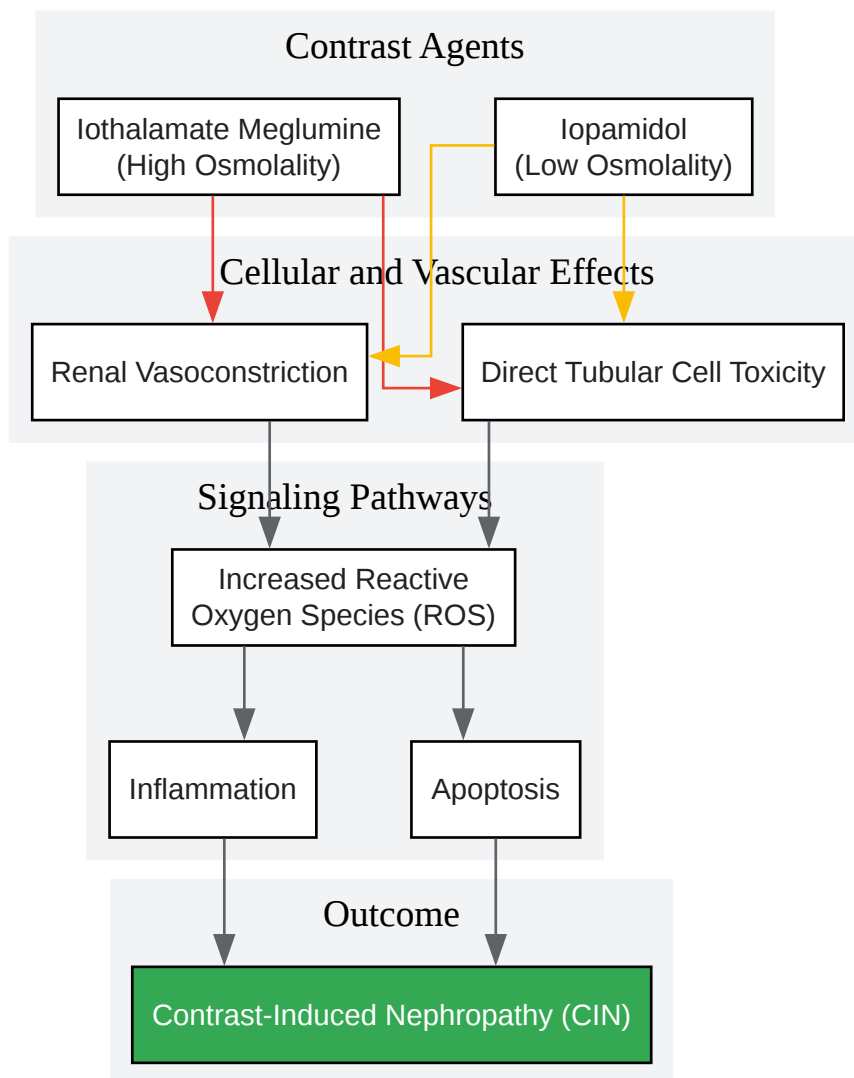 Contrast Agents
Iothalamate Meglumine
(High Osmolality)
Iopamidol
(Low Osmolality)
Cellular and Vascular Effects
Renal Vasoconstriction
Direct Tubular Cell Toxicity
Signaling Pathways
Increased Reactive
Oxygen Species (ROS)
Inflammation
Apoptosis
Outcome
Contrast-Induced Nephropathy (CIN)